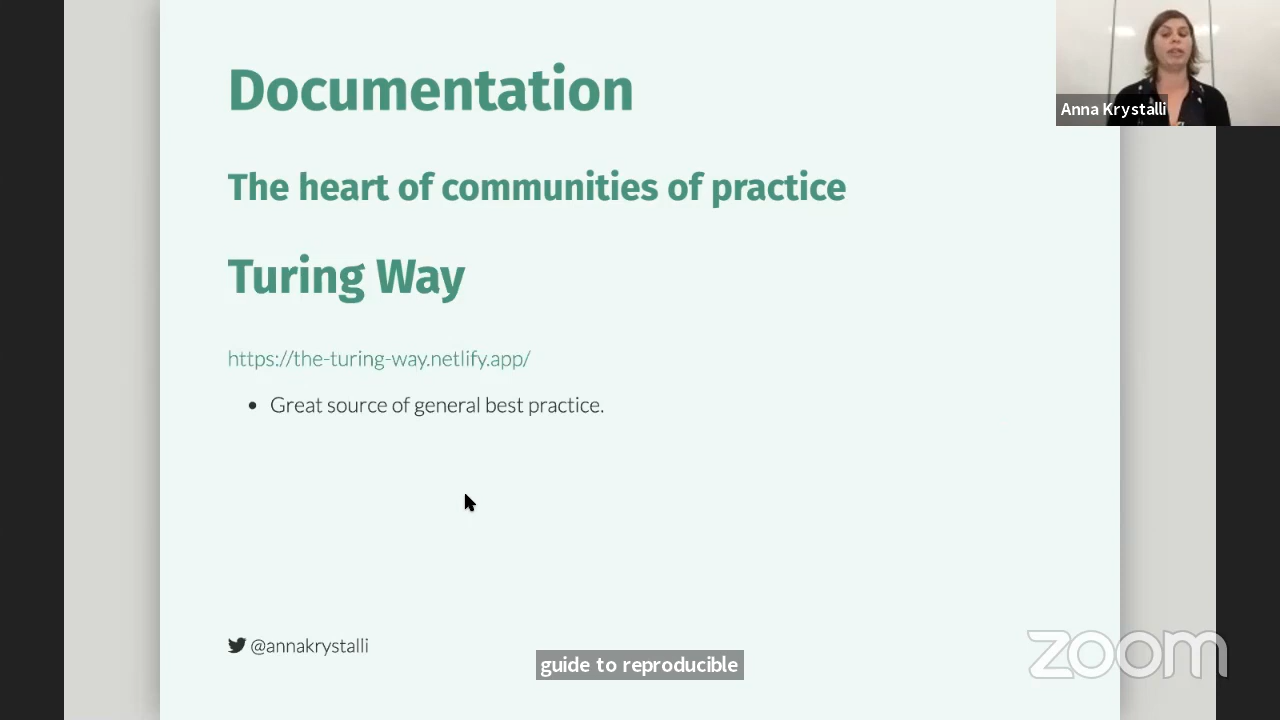 Documentation
Anna Krystalli
The heart of communities of practice
Turing Way
https://the-turing-way.netlify.app/
• Great source of general best practice.
@annakrystalli
guide to reproducible
zoom